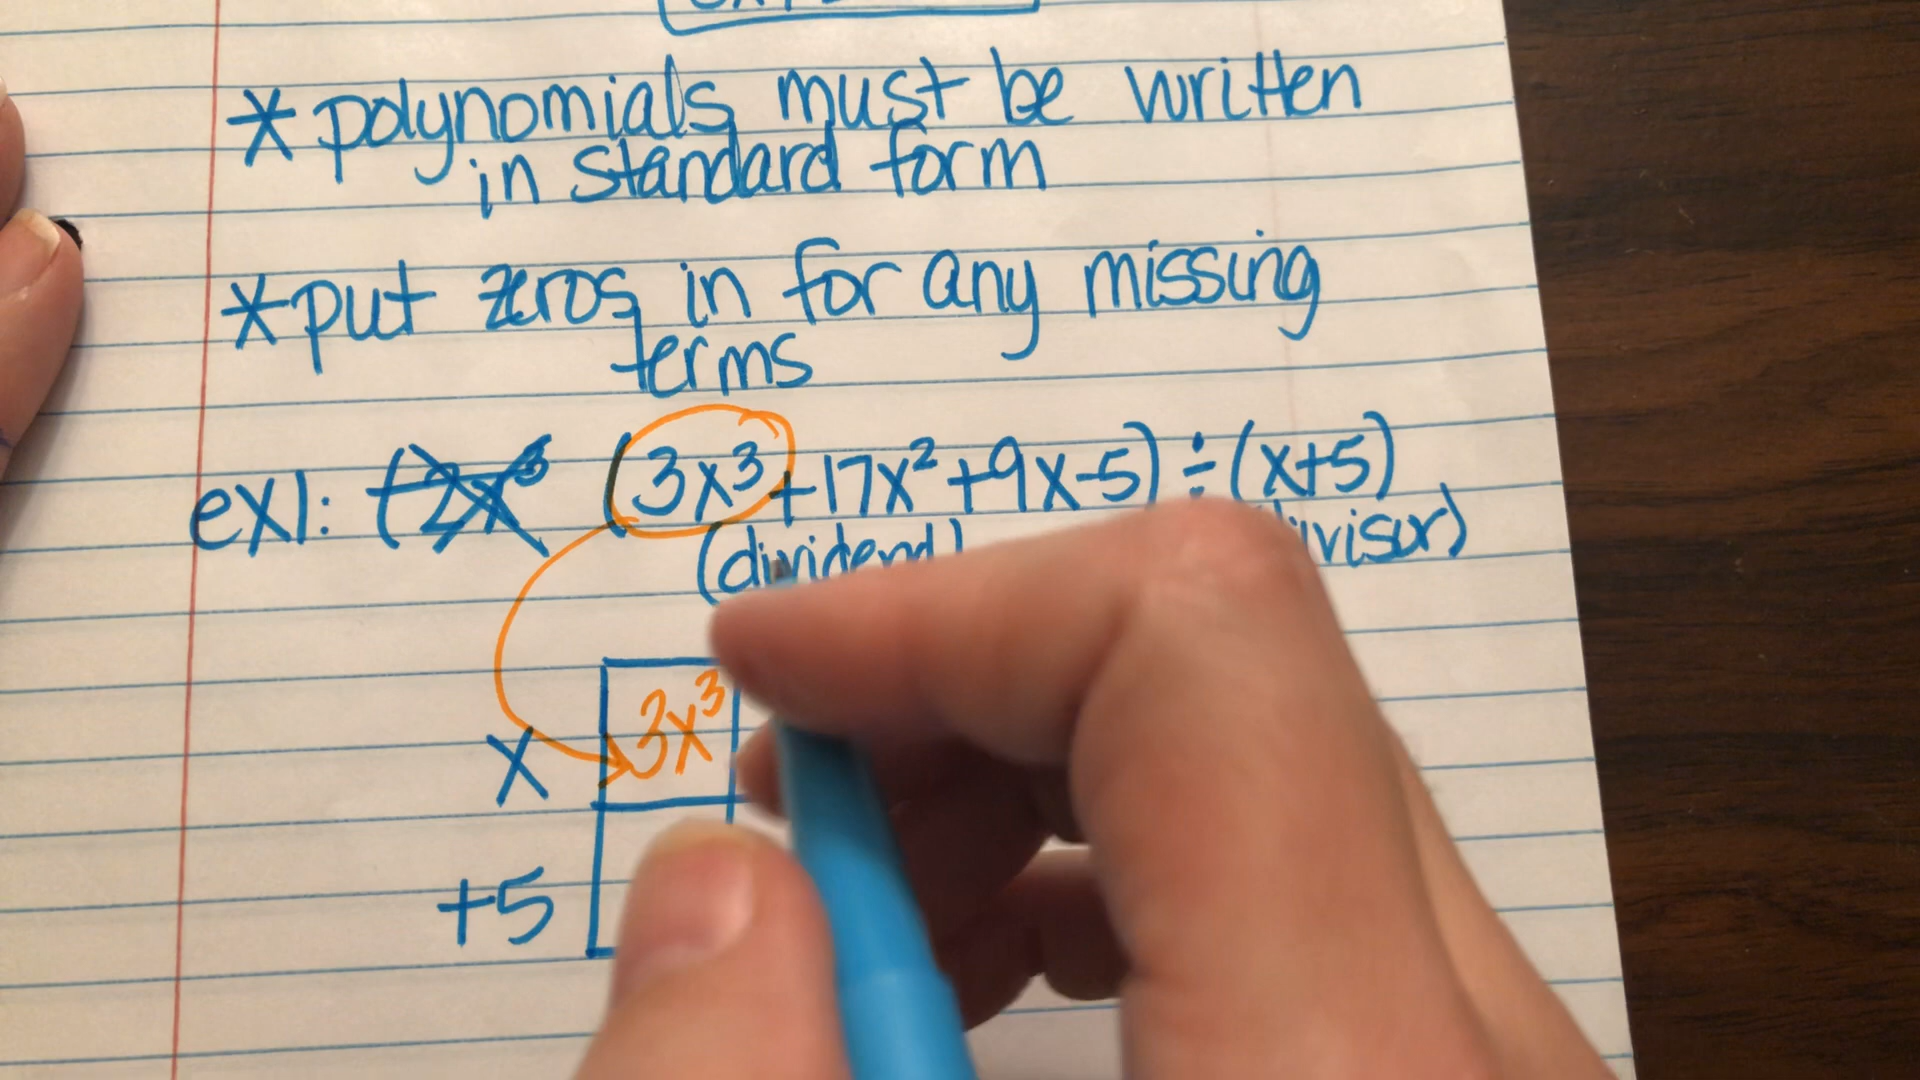 * polynomials must be written
in standard form
*put zeros in for any missing
terms
ex1: (2x³ (3x³+17x²+9x-5) ÷ (x+5)
(dividend)
x 3x³
+5